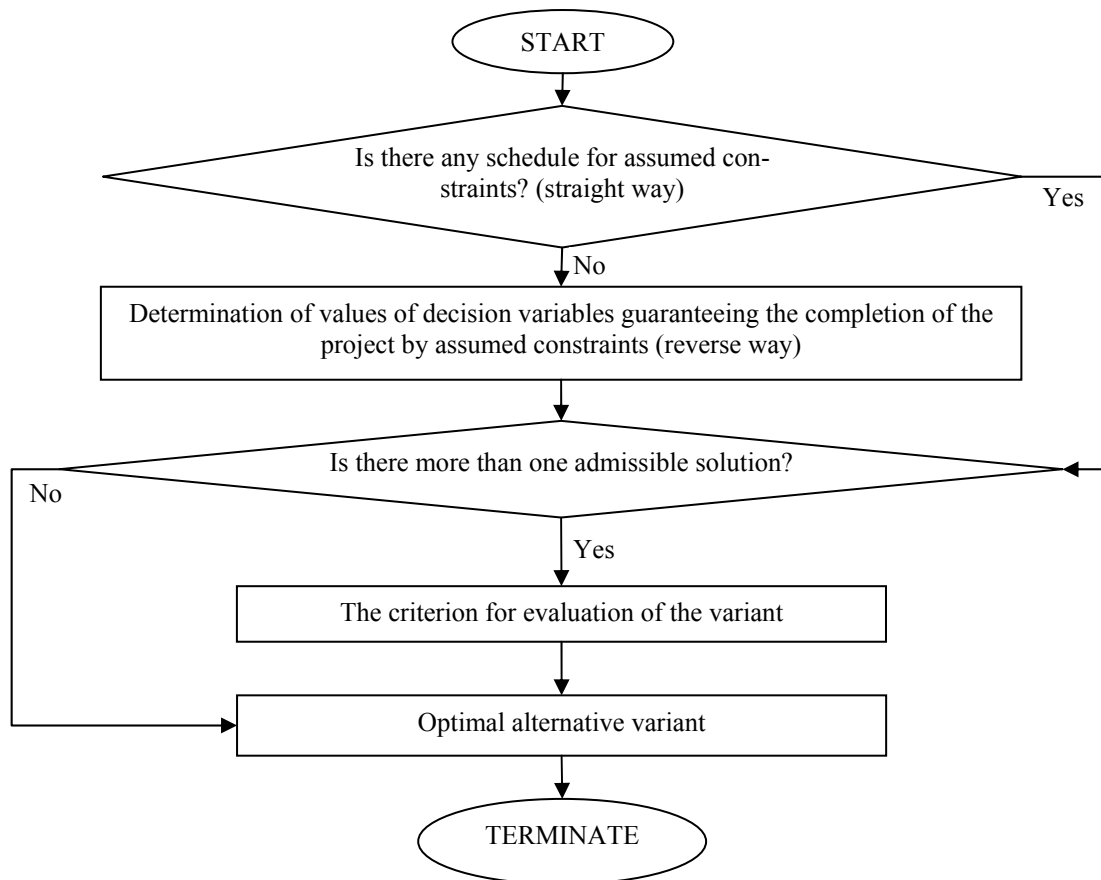 START
Is there any schedule for assumed con-
straints? (straight way)
Yes
No
Determination of values of decision variables guaranteeing the completion of the
project by assumed constraints (reverse way)
Is there more than one admissible solution?
No
Yes
The criterion for evaluation of the variant
Optimal alternative variant
TERMINATE